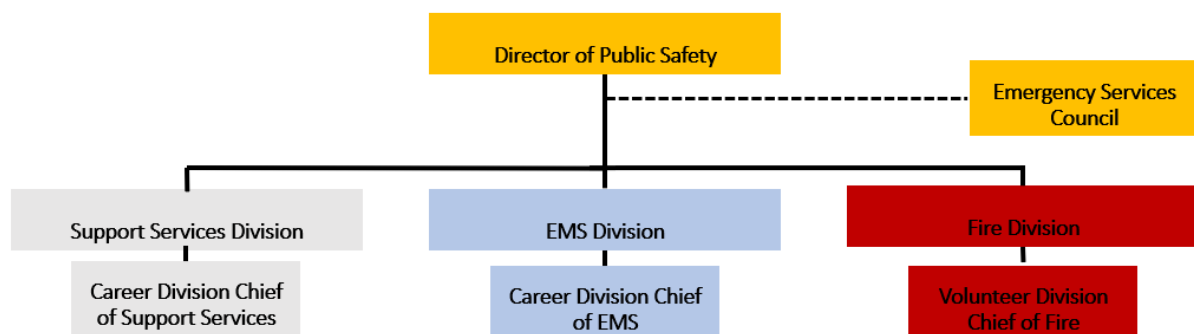 Director of Public Safety
Emergency Services
Council
Support Services Division
EMS Division
Fire Division
Career Division Chief
of Support Services
Career Division Chief
of EMS
Volunteer Division
Chief of Fire